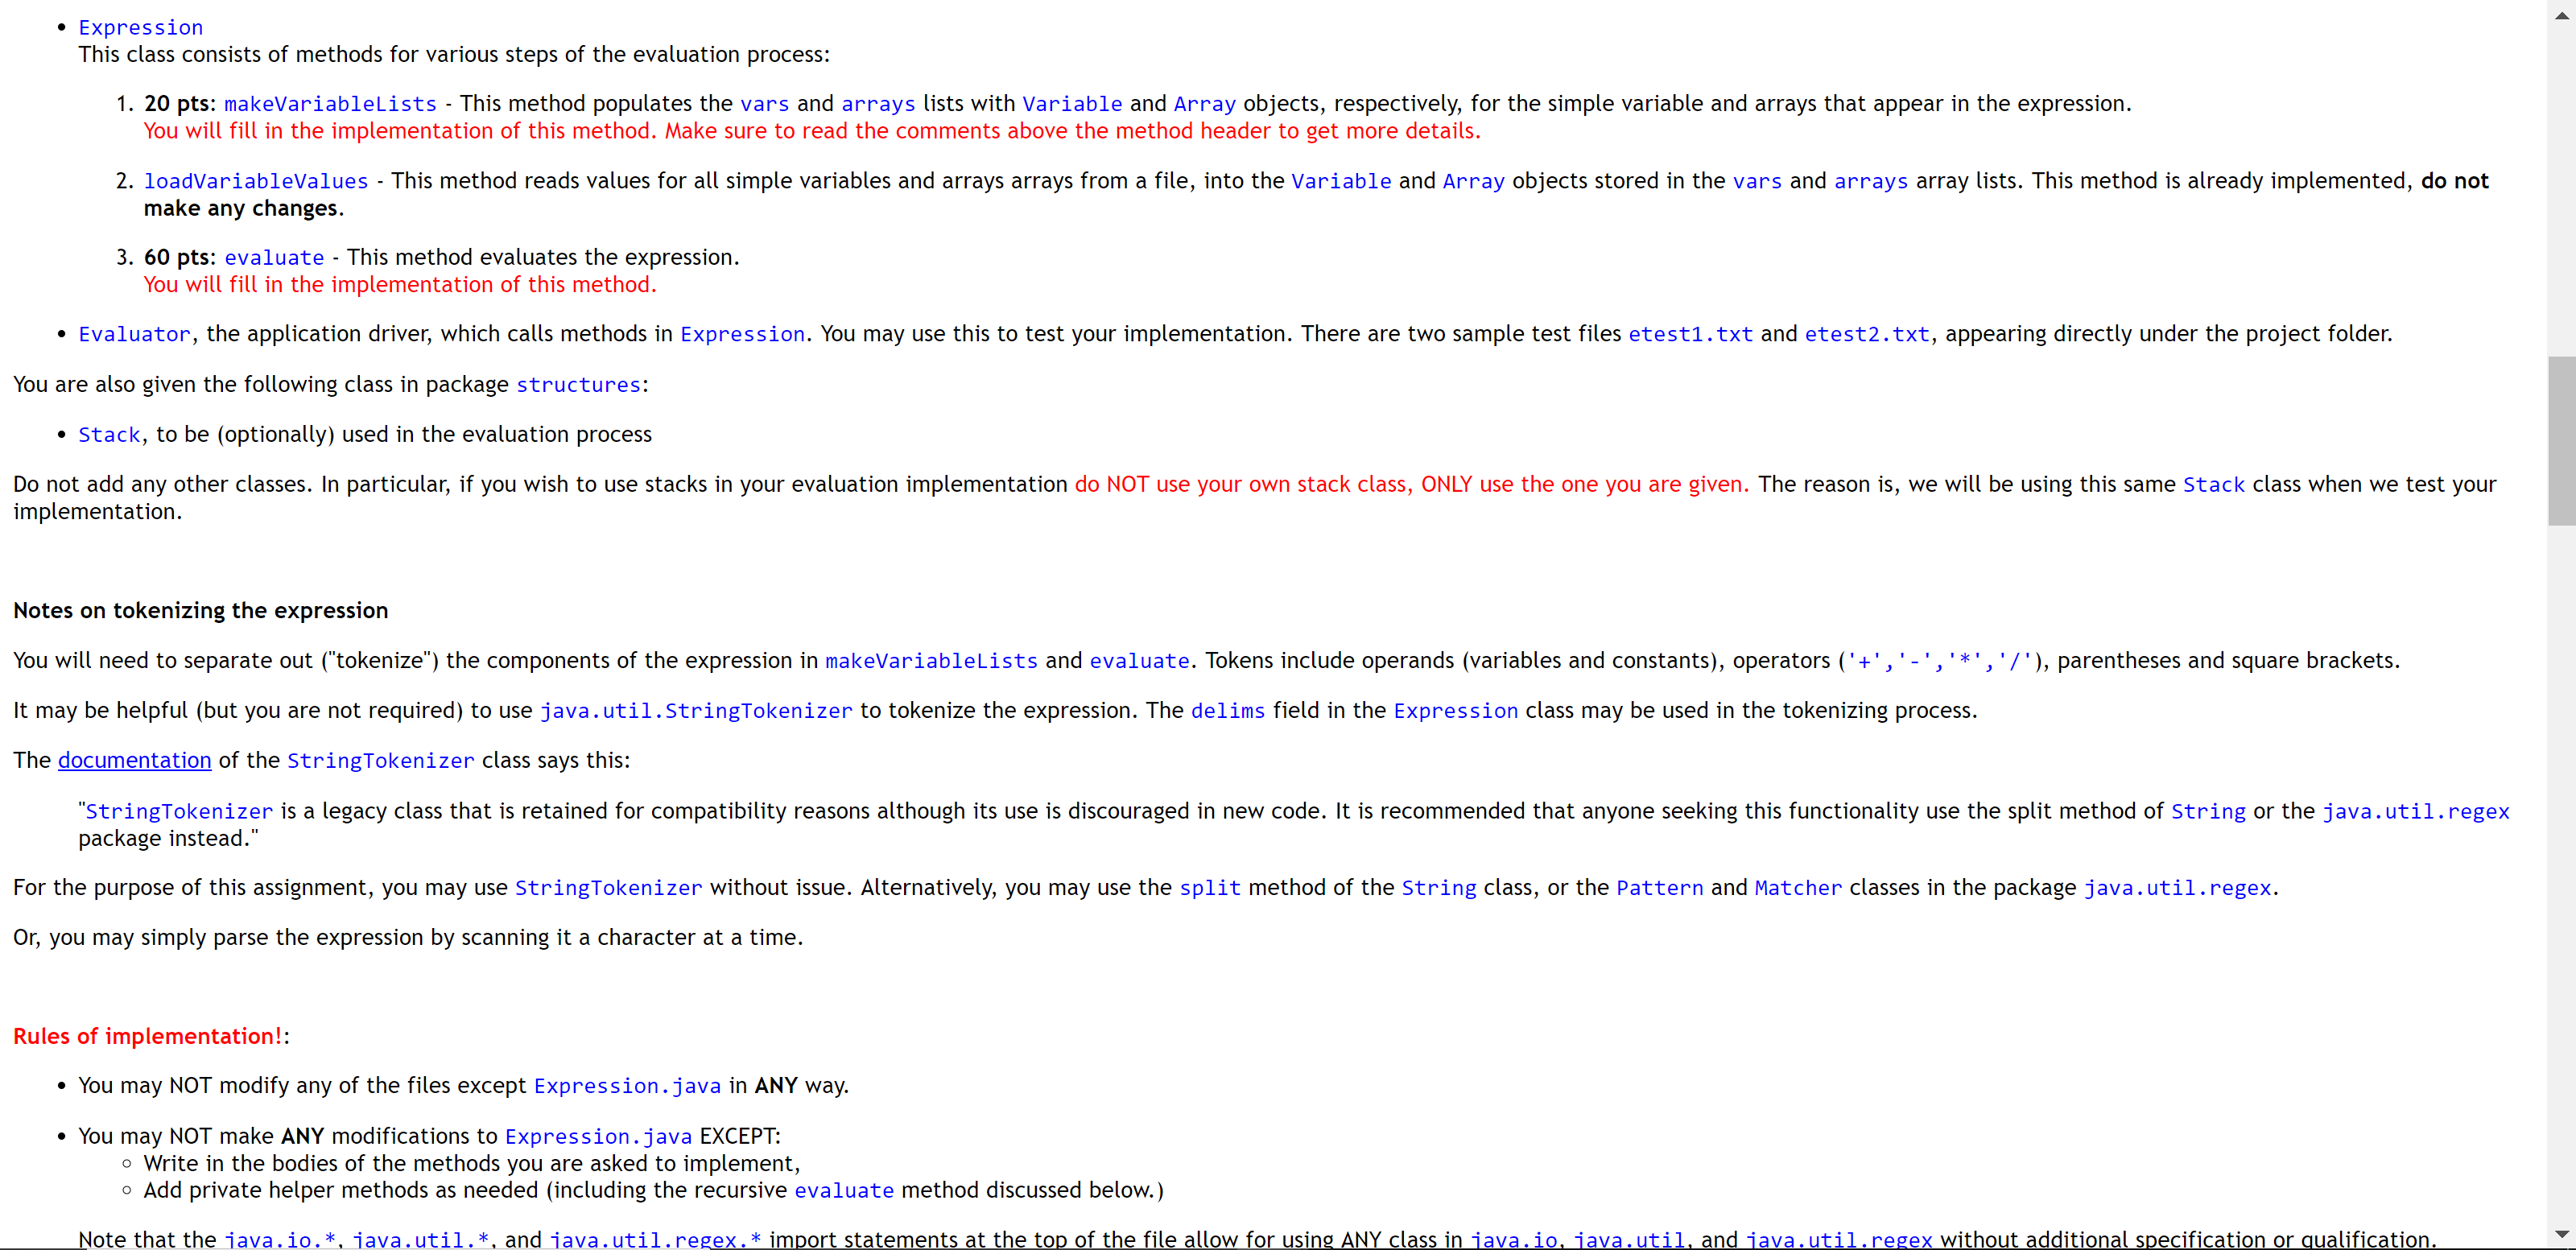 • Expression
This class consists of methods for various steps of the evaluation process:
1. 20 pts: makeVariableLists - This method populates the vars and arrays lists with Variable and Array objects, respectively, for the simple variable and arrays that appear in the expression.
You will fill in the implementation of this method. Make sure to read the comments above the method header to get more details.
2. loadVariableValues - This method reads values for all simple variables and arrays arrays from a file, into the Variable and Array objects stored in the vars and arrays array lists. This method is already implemented, do not
make any changes.
3. 60 pts: evaluate - This method evaluates the expression.
You will fill in the implementation of this method.
• Evaluator, the application driver, which calls methods in Expression. You may use this to test your implementation. There are two sample test files etest1.txt and etest2.txt, appearing directly under the project folder.
You are also given the following class in package structures:
• Stack, to be (optionally) used in the evaluation process
Do not add any other classes. In particular, if you wish to use stacks in your evaluation implementation do NOT use your own stack class, ONLY use the one you are given. The reason is, we will be using this same Stack class when we test your
implementation.
Notes on tokenizing the expression
You will need to separate out ("tokenize") the components of the expression in makeVariableLists and evaluate. Tokens include operands (variables and constants), operators ('+','-','*','/'), parentheses and square brackets.
It may be helpful (but you are not required) to use java.util.StringTokenizer to tokenize the expression. The delims field in the Expression class may be used in the tokenizing process.
The documentation of the StringTokenizer class says this:
"StringTokenizer is a legacy class that is retained for compatibility reasons although its use is discouraged in new code. It is recommended that anyone seeking this functionality use the split method of String or the java.util.regex
package instead."
For the purpose of this assignment, you may use StringTokenizer without issue. Alternatively, you may use the split method of the String class, or the Pattern and Matcher classes in the package java.util.regex.
Or, you may simply parse the expression by scanning it a character at a time.
Rules of implementation!:
• You may NOT modify any of the files except Expression.java in ANY way.
• You may NOT make ANY modifications to Expression.java EXCEPT:
◦ Write in the bodies of the methods you are asked to implement,
◦ Add private helper methods as needed (including the recursive evaluate method discussed below.)
Note that the java.io.*, java.util.*, and java.util.regex.* import statements at the top of the file allow for using ANY class in java.io, java.util, and java.util.regex without additional specification or qualification.